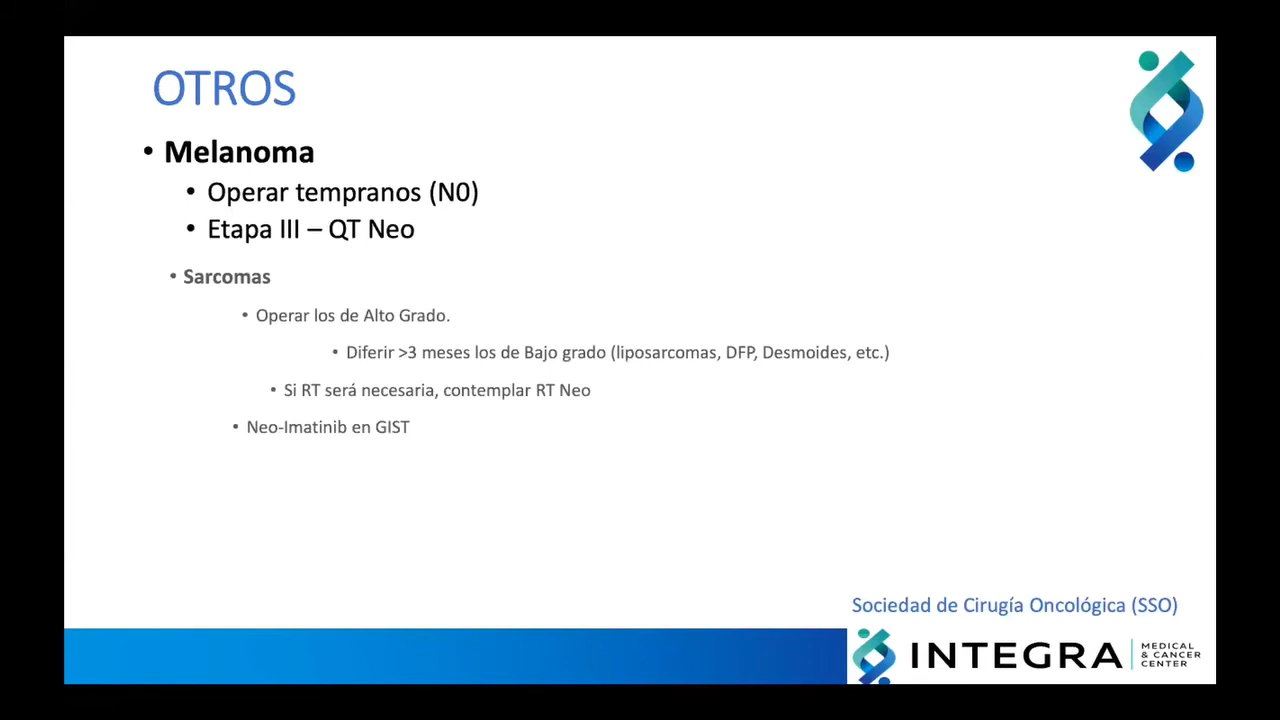 OTROS
• Melanoma
• Operar tempranos (N0)
• Etapa III – QT Neo
• Sarcomas
• Operar los de Alto Grado.
• Diferir >3 meses los de Bajo grado (liposarcomas, DFP, Desmoides, etc.)
• Si RT será necesaria, contemplar RT Neo
• Neo-Imatinib en GIST
Sociedad de Cirugía Oncológica (SSO)
INTEGRA
MEDICAL
& CANCER
CENTER